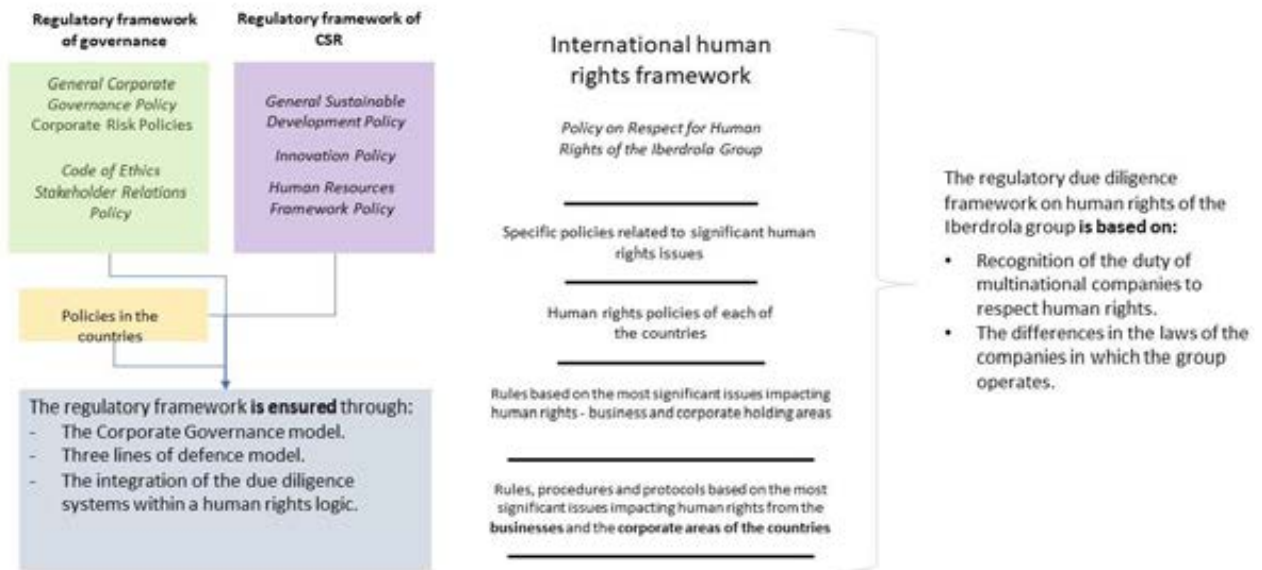 Regulatory framework
of governance
General Corporate
Governance Policy
Corporate Risk Policies
Code of Ethics
Stakeholder Relations
Policy
Regulatory framework of
CSR
General Sustainable
Development Policy
Innovation Policy
Human Resources
Framework Policy
Policies in the
countries
The regulatory framework is ensured through:
- The Corporate Governance model.
- Three lines of defence model.
- The integration of the due diligence
systems within a human rights logic.
International human
rights framework
Policy on Respect for Human
Rights of the Iberdrola Group
Specific policies related to significant human
rights issues
Human rights policies of each of
the countries
Rules based on the most significant issues impacting
human rights - business and corporate holding areas
Rules, procedures and protocols based on the most
significant issues impacting human rights from the
businesses and the corporate areas of the countries
The regulatory due diligence
framework on human rights of the
Iberdrola group is based on:
• Recognition of the duty of
multinational companies to
respect human rights.
• The differences in the laws of the
companies in which the group
operates.